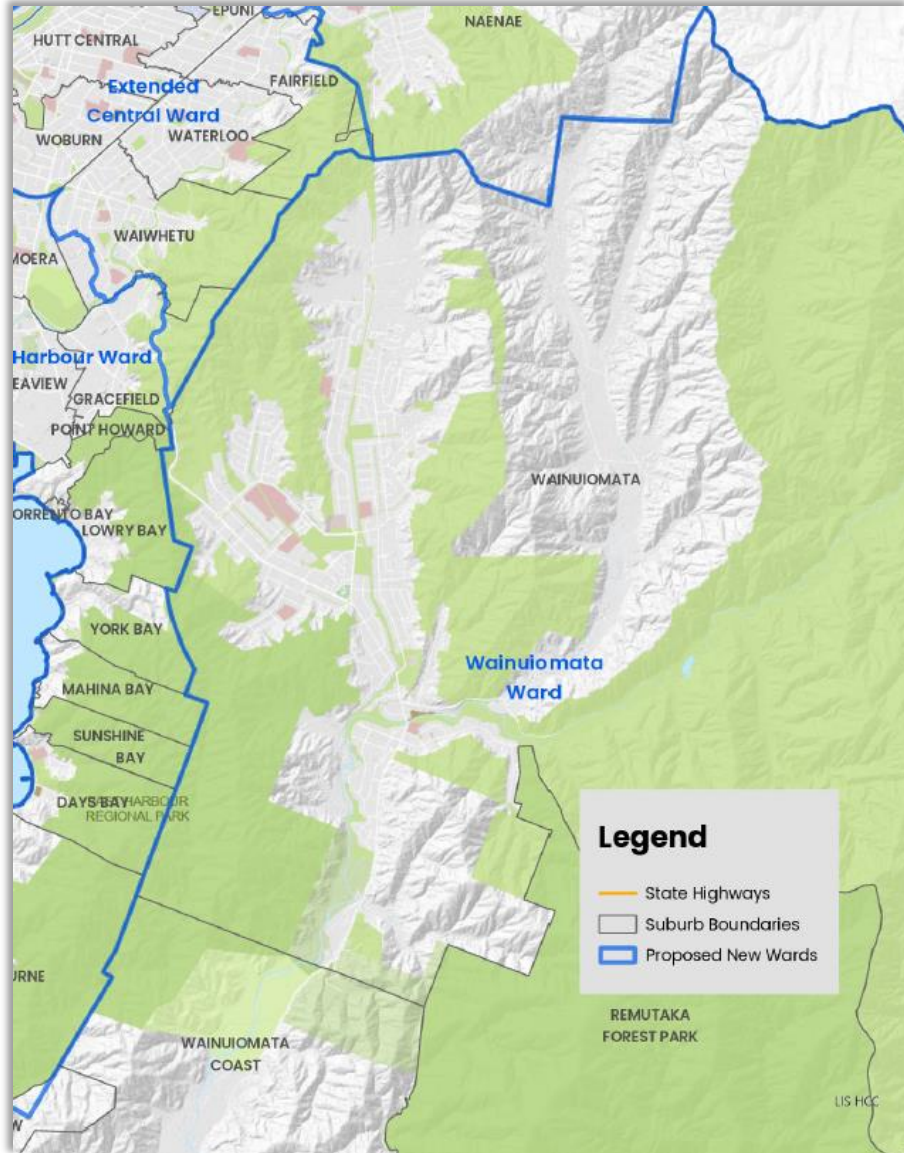 EPUNI
NAENAE
HUTT CENTRAL
FAIRFIELD
Extended
Central Ward
WATERLOO
WOBURN
WAIWHETU
MOERA
Harbour Ward
EAVIEW
GRACEFIELD
POINT HOWARD
WAINUIOMATA
ORRENTO BAY
LOWRY BAY
YORK BAY
Wainuiomata
Ward
MAHINA BAY
SUNSHINE
BAY
DAYS BAY
HARBOUR
REGIONAL PARK
Legend
State Highways
Suburb Boundaries
Proposed New Wards
URNE
REMUTAKA
FOREST PARK
WAINUIOMATA
COAST
LIS HCC
W